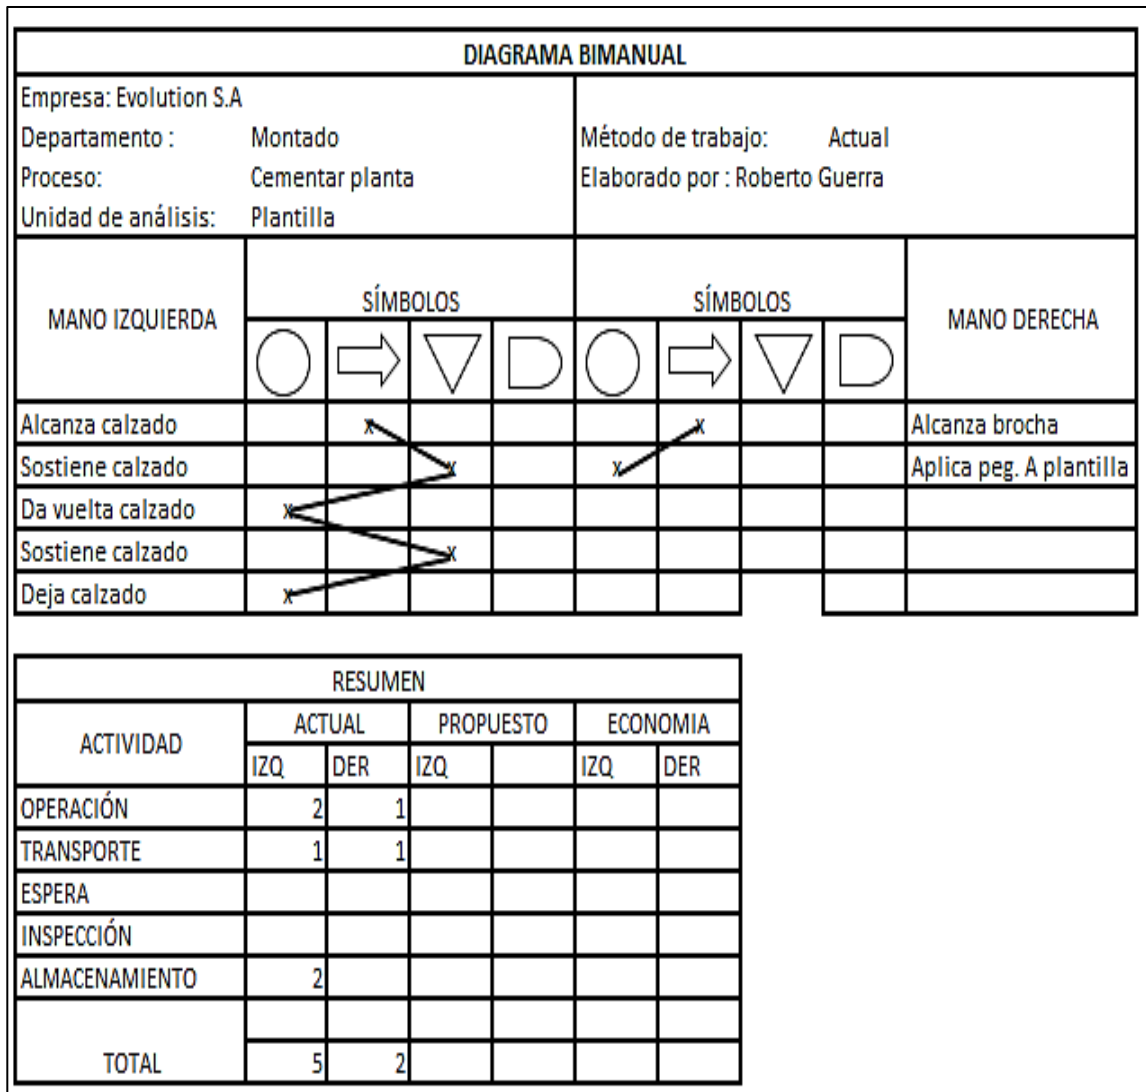 DIAGRAMA BIMANUAL
Empresa: Evolution S.A
Departamento : Montado Método de trabajo: Actual
Proceso: Cementar planta Elaborado por : Roberto Guerra
Unidad de análisis: Plantilla
MANO IZQUIERDA SÍMBOLOS SÍMBOLOS MANO DERECHA
Alcanza calzado x x Alcanza brocha
Sostiene calzado x x Aplica peg. A plantilla
Da vuelta calzado x
Sostiene calzado x
Deja calzado x
RESUMEN
ACTIVIDAD ACTUAL PROPUESTO ECONOMIA
IZQ DER IZQ IZQ DER
OPERACIÓN 2 1
TRANSPORTE 1 1
ESPERA
INSPECCIÓN
ALMACENAMIENTO 2
TOTAL 5 2